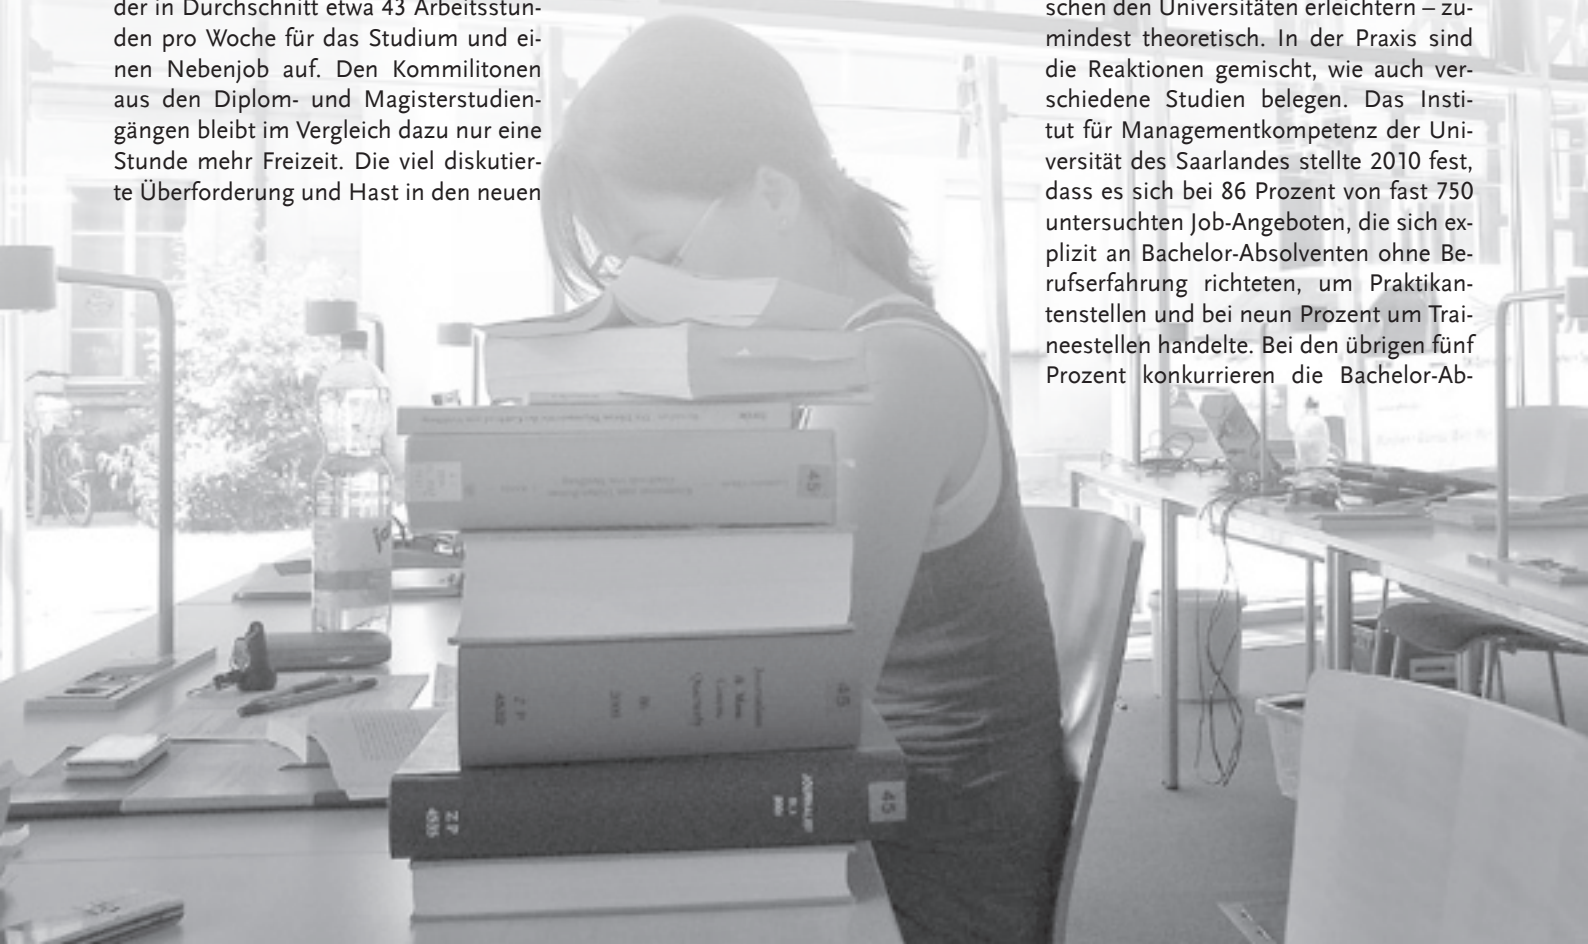 der in Durchschnitt etwa 43 Arbeitsstun-
den pro Woche für das Studium und ei-
nen Nebenjob auf. Den Kommilitonen
aus den Diplom- und Magisterstudien-
gängen bleibt im Vergleich dazu nur eine
Stunde mehr Freizeit. Die viel diskutier-
te Überforderung und Hast in den neuen
schen den Universitäten erleichtern – zu-
mindest theoretisch. In der Praxis sind
die Reaktionen gemischt, wie auch ver-
schiedene Studien belegen. Das Insti-
tut für Managementkompetenz der Uni-
versität des Saarlandes stellte 2010 fest,
dass es sich bei 86 Prozent von fast 750
untersuchten Job-Angeboten, die sich ex-
plizit an Bachelor-Absolventen ohne Be-
rufserfahrung richteten, um Praktikan-
tenstellen und bei neun Prozent um Trai-
neestellen handelte. Bei den übrigen fünf
Prozent konkurrieren die Bachelor-Ab-
45
45
Z P
45
Z P
4535
JOURNALIST
45